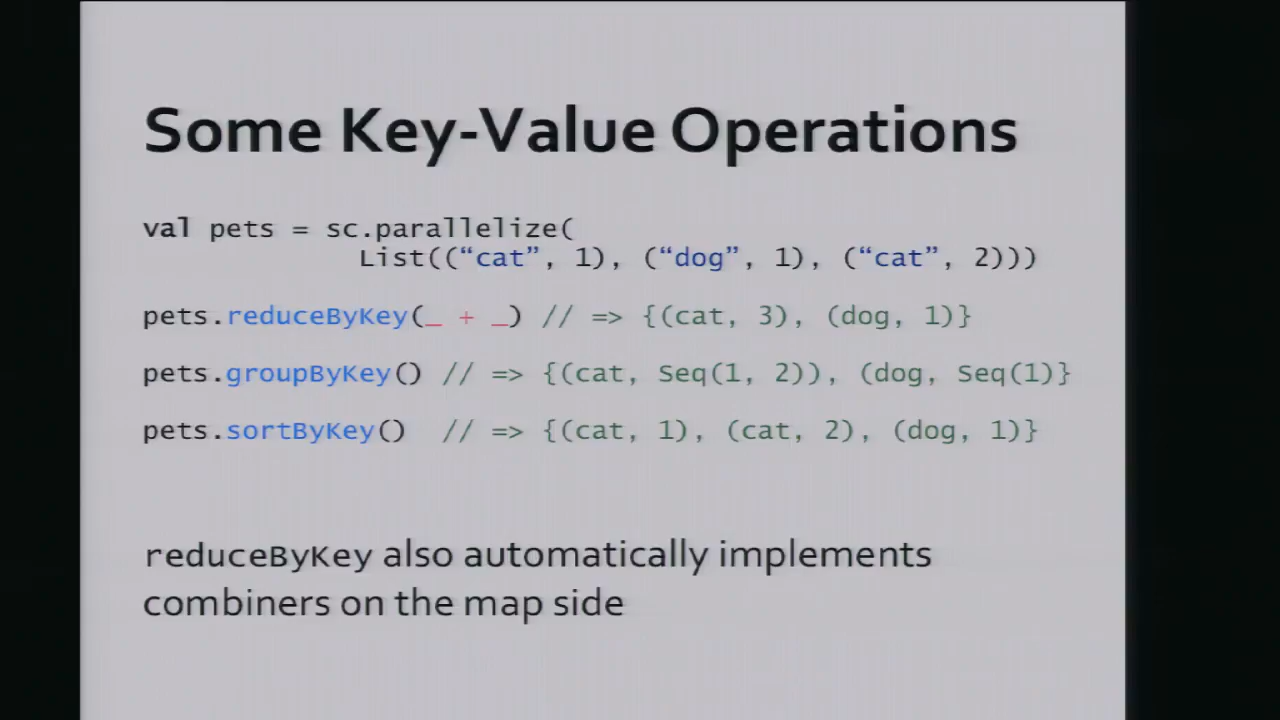 Some Key-Value Operations
val pets = sc.parallelize(
List((“cat”, 1), (“dog”, 1), (“cat”, 2)))
pets.reduceByKey(_ + _) // => {(cat, 3), (dog, 1)}
pets.groupByKey() // => {(cat, Seq(1, 2)), (dog, Seq(1)}
pets.sortByKey() // => {(cat, 1), (cat, 2), (dog, 1)}
reduceByKey also automatically implements
combiners on the map side